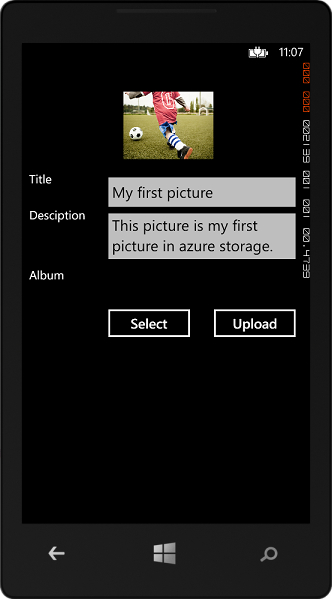 11:07
Title
My first picture
Desciption
This picture is my first
picture in azure storage.
Album
Select
Upload